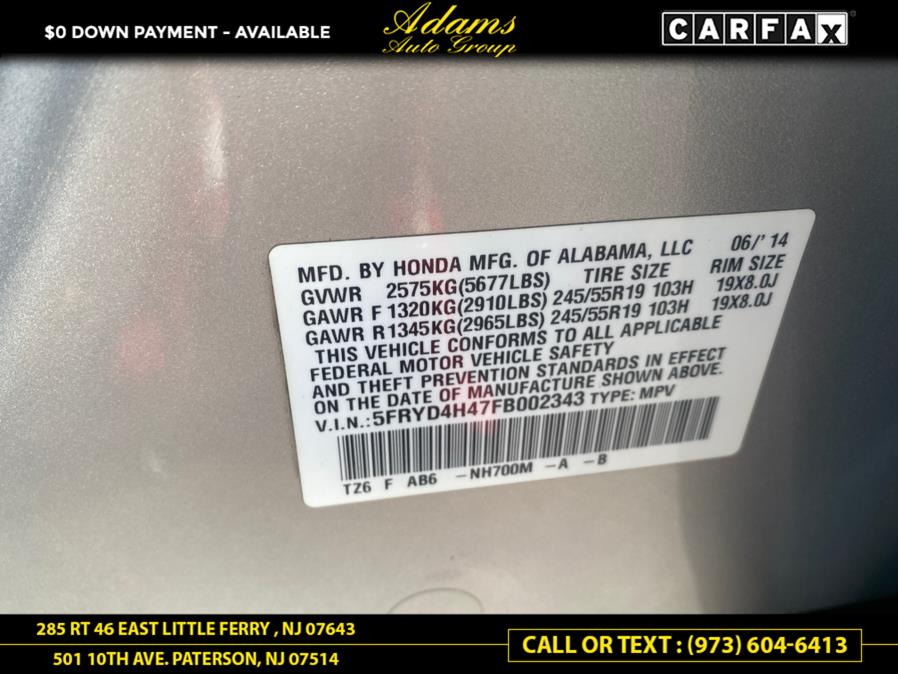 $0 DOWN PAYMENT - AVAILABLE
Adams
Auto Group
CARFAX
MFD. BY HONDA MFG. OF ALABAMA, LLC 06/'14
GVWR 2575KG(5677LBS) TIRE SIZE RIM SIZE
GAWR F 1320KG(2910LBS) 245/55R19 103H 19X8.0J
GAWR R1345KG(2965LBS) 245/55R19 103H 19X8.0J
THIS VEHICLE CONFORMS TO ALL APPLICABLE
FEDERAL MOTOR VEHICLE SAFETY
AND THEFT PREVENTION STANDARDS IN EFFECT
ON THE DATE OF MANUFACTURE SHOWN ABOVE.
V.I.N.:5FRYD4H47FB002343 TYPE: MPV
TZ6 F AB6 -NH700M -A -B
285 RT 46 EAST LITTLE FERRY , NJ 07643
501 10TH AVE. PATERSON, NJ 07514
CALL OR TEXT : (973) 604-6413